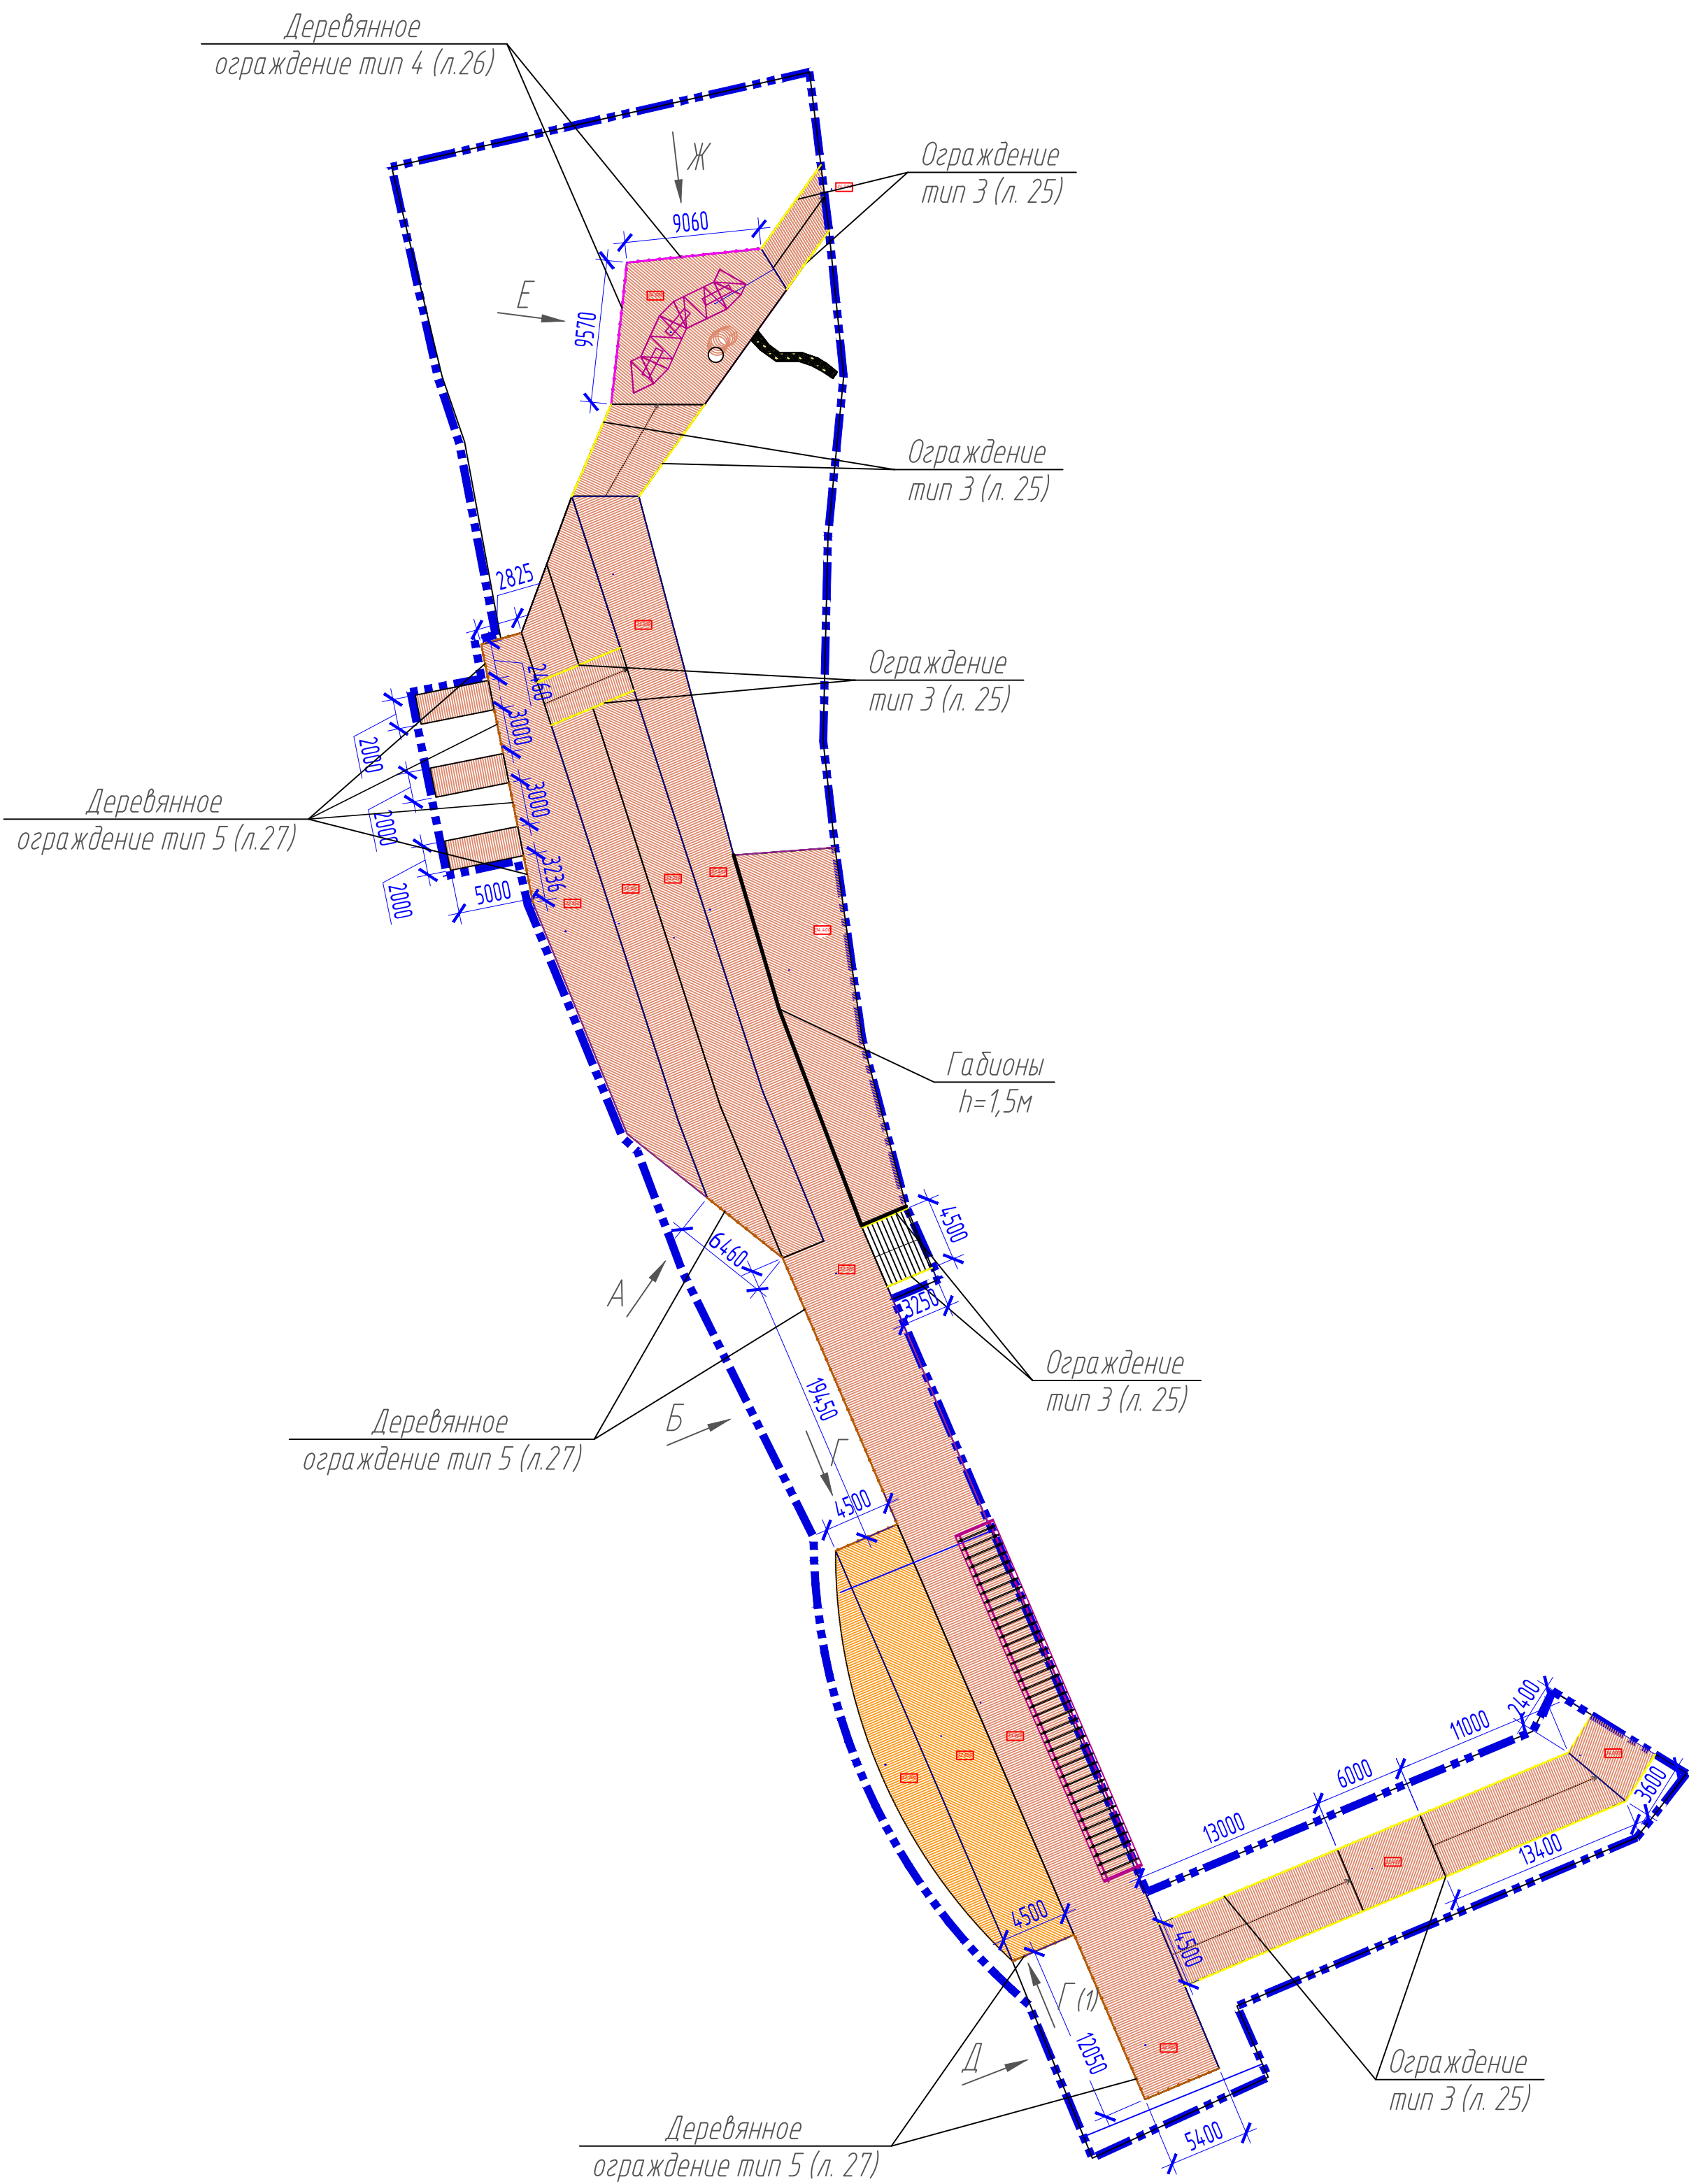 Деревянное
ограждение тип 4 (л.26)
Ж
Ограждение
тип 3 (л. 25)
9060
Е
9570
Ограждение
тип 3 (л. 25)
2825
2460
Ограждение
тип 3 (л. 25)
3000
2000
3000
Деревянное
ограждение тип 5 (л.27)
2000
3236
5000
2000
Габионы
h=1,5м
4500
6460
А
3250
Ограждение
тип 3 (л. 25)
19450
Б
Деревянное
ограждение тип 5 (л.27)
Г
4500
2400
11000
6000
3600
13000
13400
4500
4500
Г (1)
12050
Д
Ограждение
тип 3 (л. 25)
Деревянное
ограждение тип 5 (л. 27)
5400